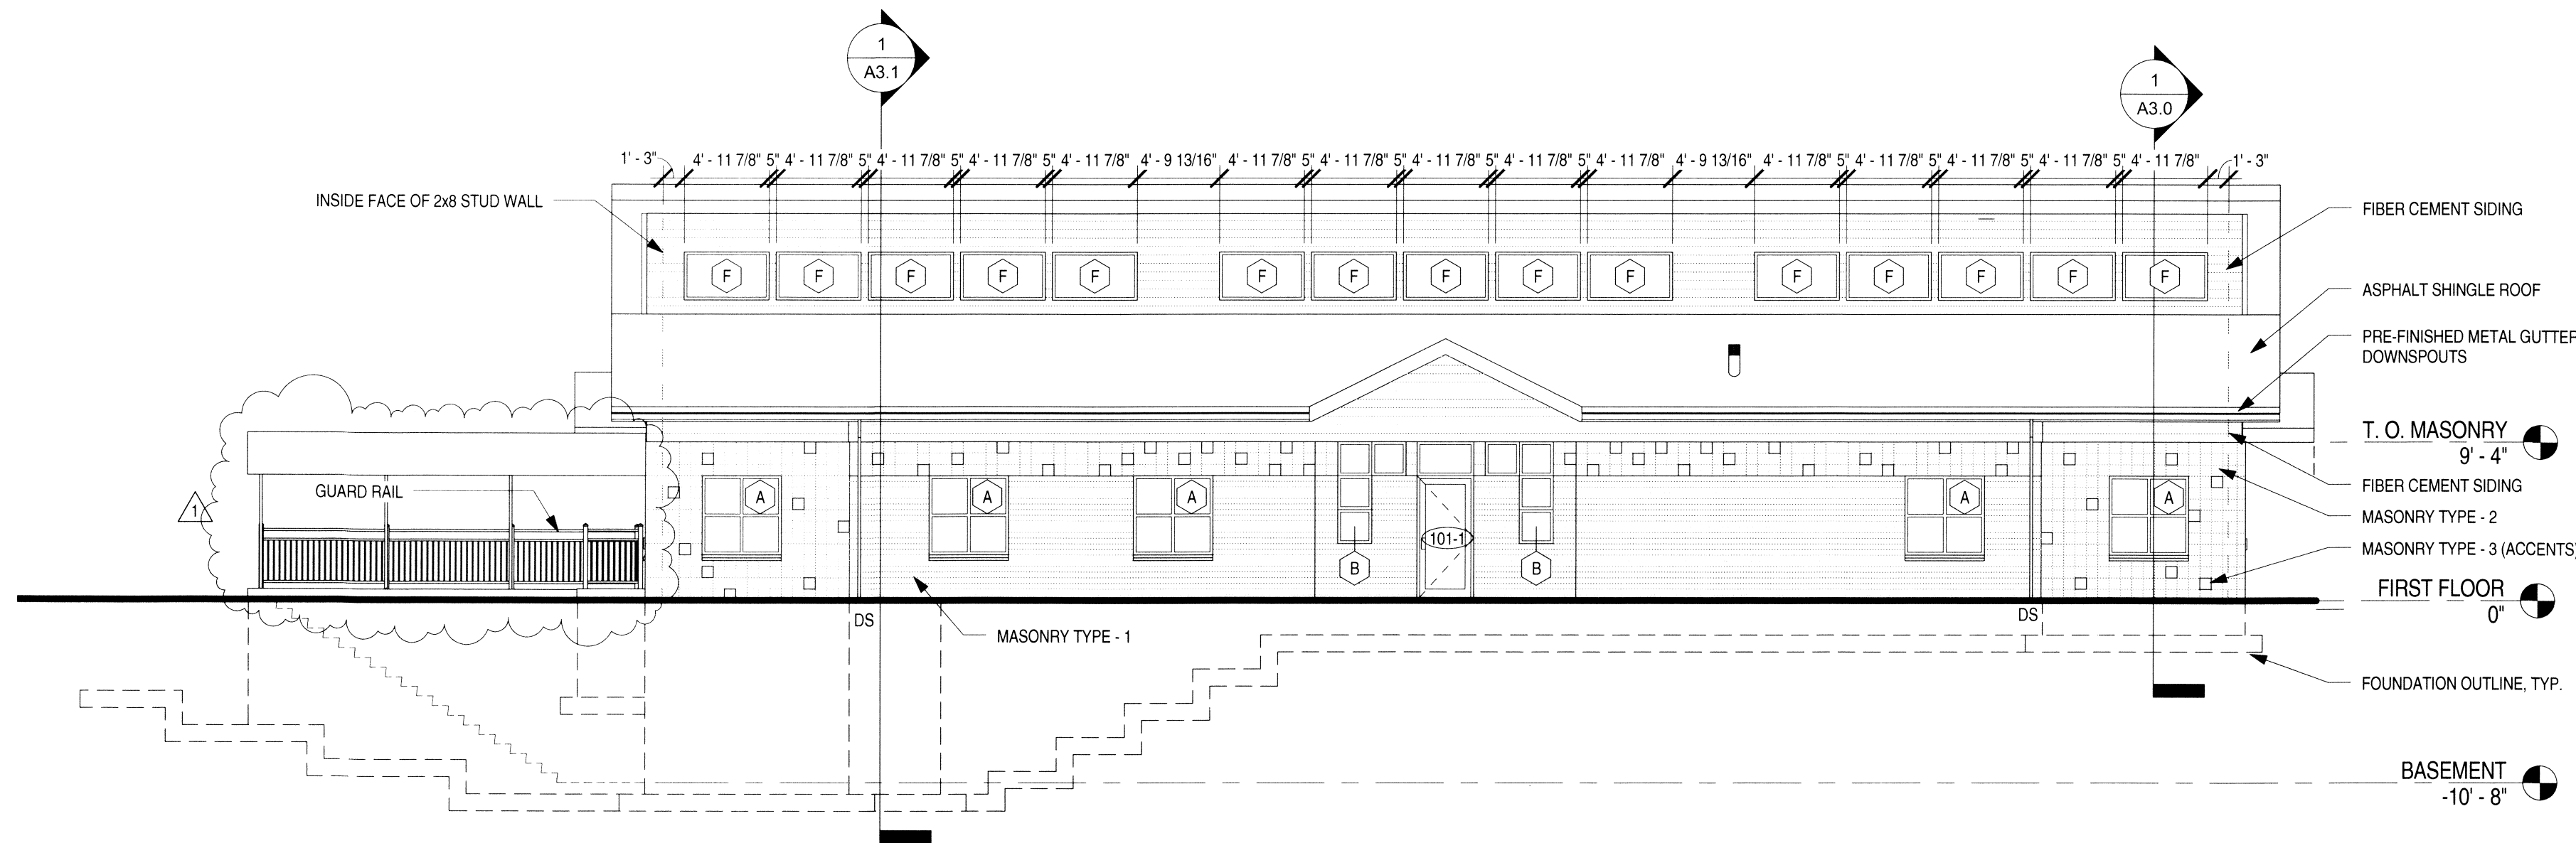 1
A3.1
1
A3.0
1' - 3" 4' - 11 7/8" 5" 4' - 11 7/8" 5" 4' - 11 7/8" 5" 4' - 11 7/8" 5" 4' - 11 7/8" 4' - 9 13/16" 4' - 11 7/8" 5" 4' - 11 7/8" 5" 4' - 11 7/8" 5" 4' - 11 7/8" 5" 4' - 11 7/8" 4' - 9 13/16" 4' - 11 7/8" 5" 4' - 11 7/8" 5" 4' - 11 7/8" 5" 4' - 11 7/8" 5" 4' - 11 7/8" 1' - 3"
INSIDE FACE OF 2x8 STUD WALL
FIBER CEMENT SIDING
F F F F F F F F F F F F F F F
ASPHALT SHINGLE ROOF
PRE-FINISHED METAL GUTTER
DOWNSPOUTS
T. O. MASONRY
9' - 4"
GUARD RAIL
1
A A A A A
FIBER CEMENT SIDING
MASONRY TYPE - 2
101-1
MASONRY TYPE - 3 (ACCENTS)
B B
FIRST FLOOR
0"
DS DS
MASONRY TYPE - 1
FOUNDATION OUTLINE, TYP.
BASEMENT
-10' - 8"